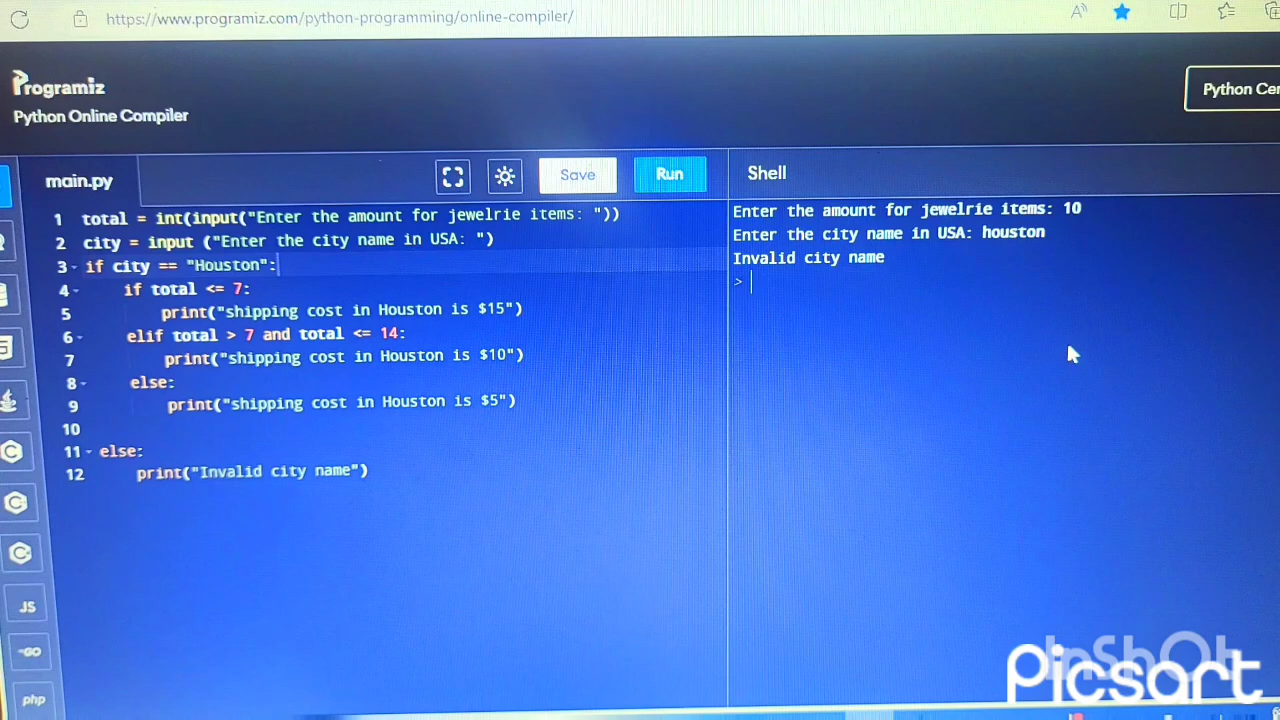 https://www.programiz.com/python-programming/online-compiler/
Programiz
Python Online Compiler
Python Cer
main.py
Save
Run
Shell
1 total = int(input("Enter the amount for jewelrie items: "))
2 city = input ("Enter the city name in USA: ")
3 if city == "Houston":
4 if total <= 7:
5 print("shipping cost in Houston is $15")
6 elif total > 7 and total <= 14:
7 print("shipping cost in Houston is $10")
8 else:
9 print("shipping cost in Houston is $5")
10
11 else:
12 print("Invalid city name")
Enter the amount for jewelrie items: 10
Enter the city name in USA: houston
Invalid city name
>
JS
GO
php
InShOt
Picsart